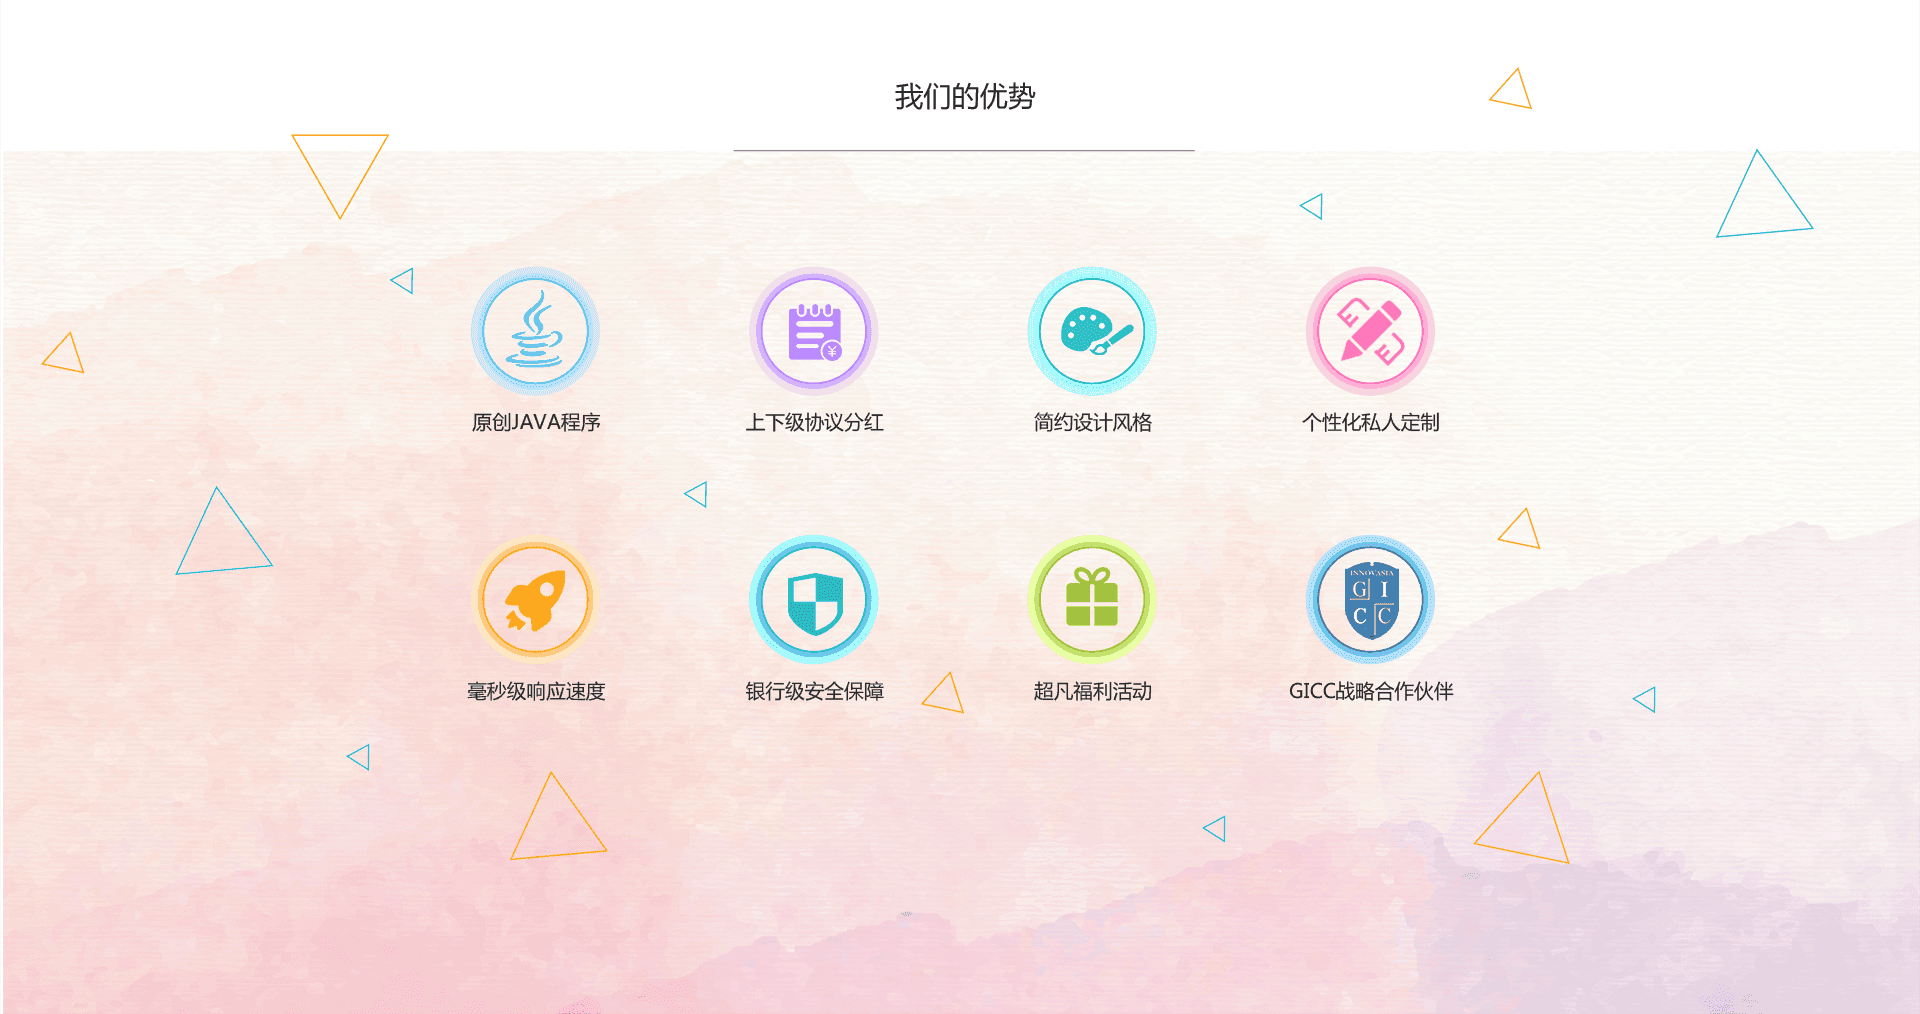 我们的优势
原创JAVA程序
上下级协议分红
简约设计风格
个性化私人定制
¥
毫秒级响应速度
银行级安全保障
超凡福利活动
INNOVASIA
G I
C C
GICC战略合作伙伴